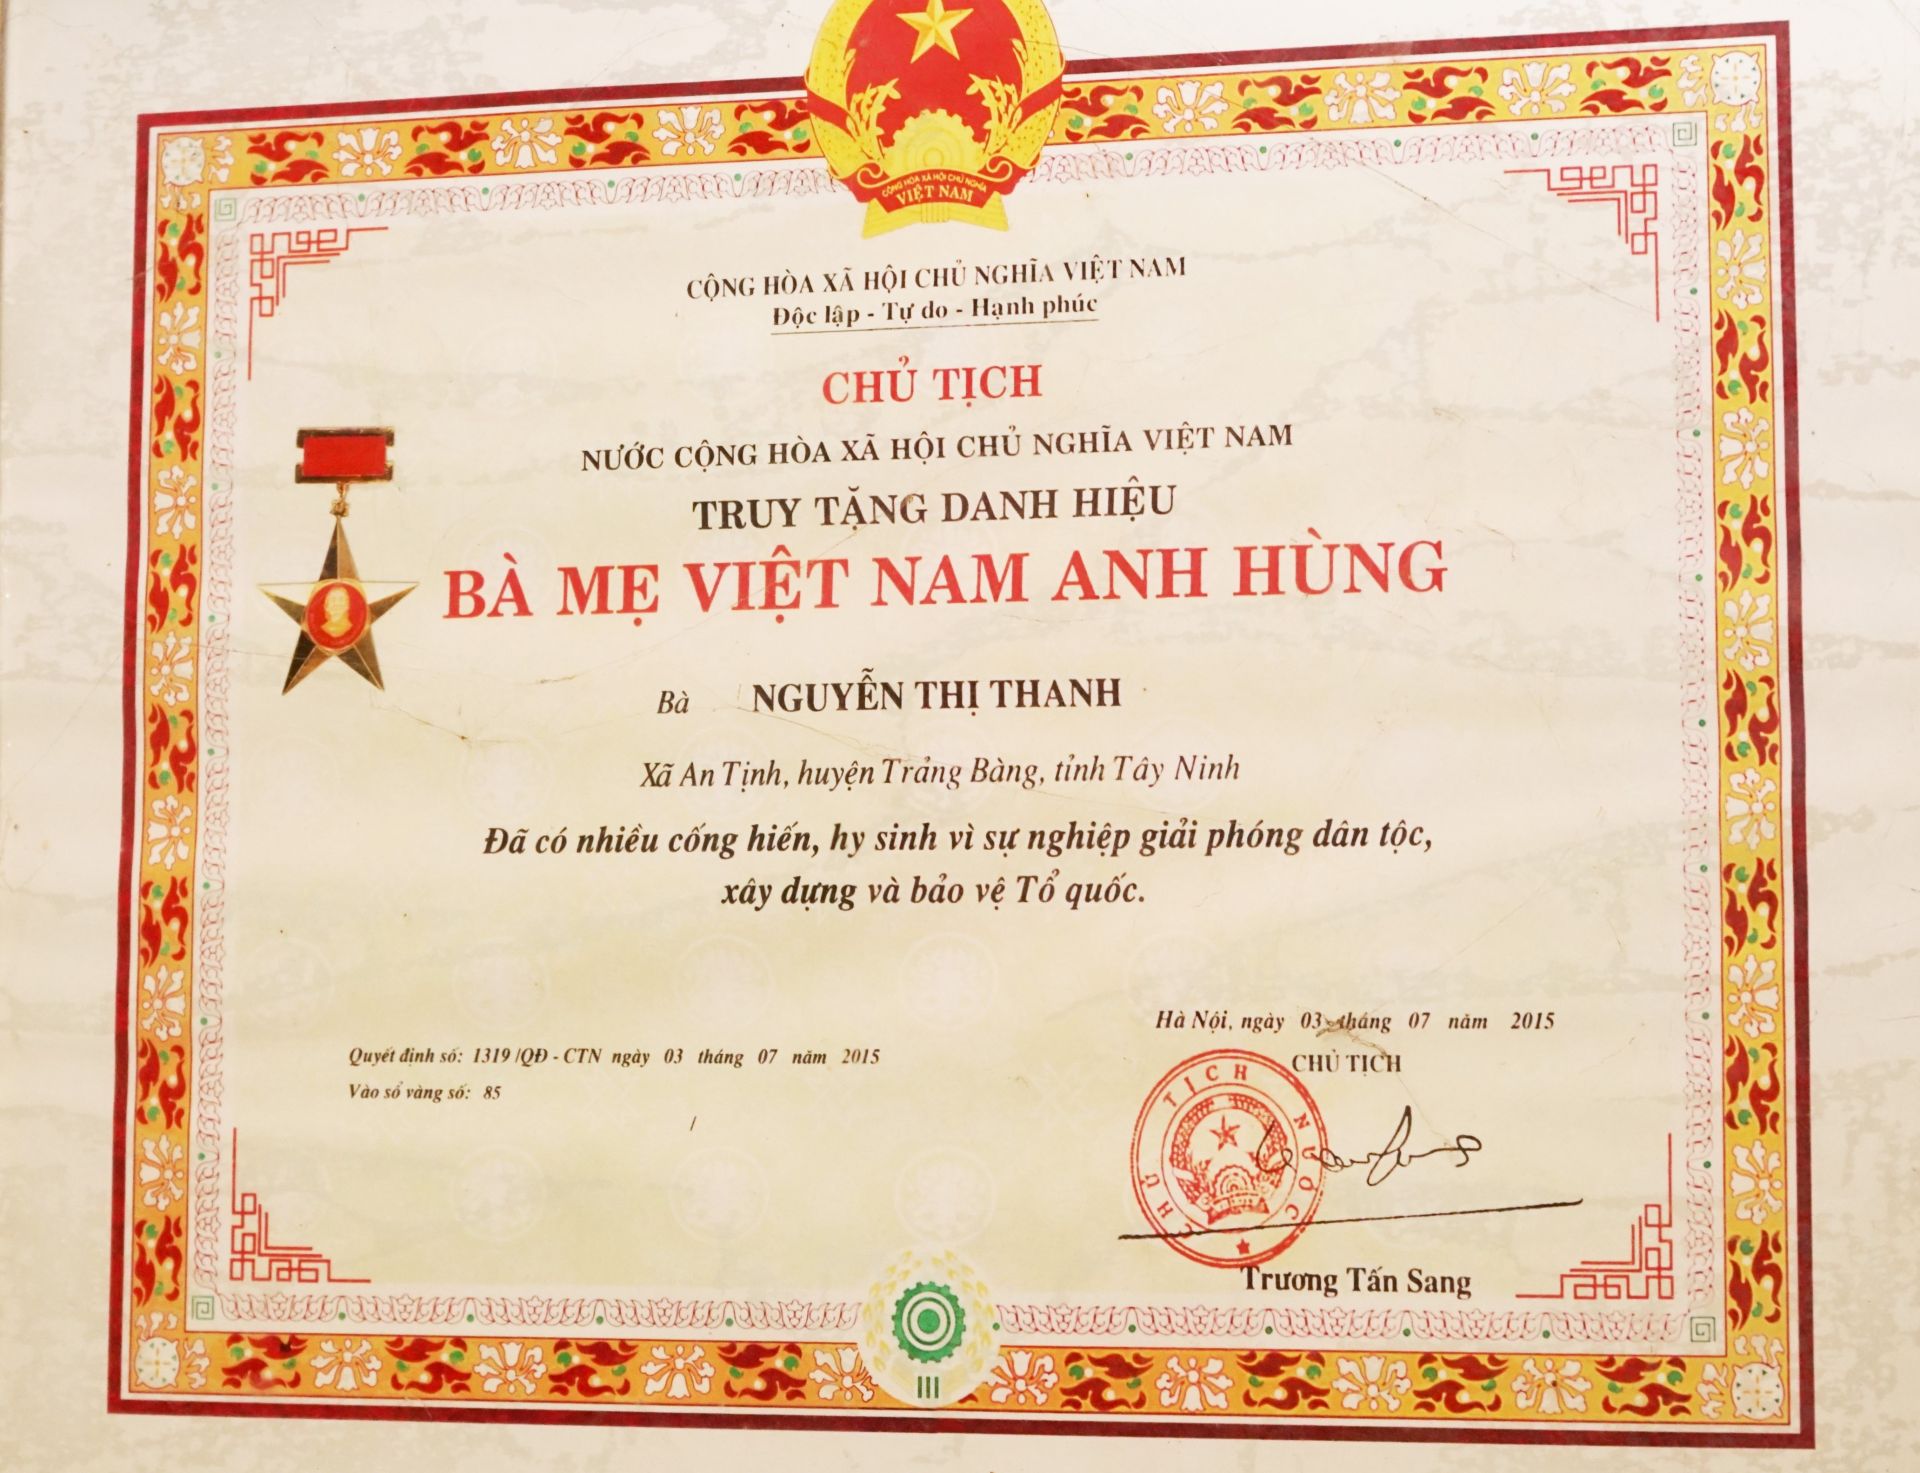 CỘNG HÒA XÃ HỘI CHỦ NGHĨA
VIỆT NAM
CỘNG HÒA XÃ HỘI CHỦ NGHĨA VIỆT NAM
Độc lập - Tự do - Hạnh phúc
CHỦ TỊCH
NƯỚC CỘNG HÒA XÃ HỘI CHỦ NGHĨA VIỆT NAM
TRUY TẶNG DANH HIỆU
BÀ MẸ VIỆT NAM ANH HÙNG
Bà NGUYỄN THỊ THANH
Xã An Tịnh, huyện Trảng Bàng, tỉnh Tây Ninh
Đã có nhiều cống hiến, hy sinh vì sự nghiệp giải phóng dân tộc,
xây dựng và bảo vệ Tổ quốc.
Hà Nội, ngày 03 tháng 07 năm 2015
Quyết định số: 1319 /QĐ - CTN ngày 03 tháng 07 năm 2015
CHỦ TỊCH
Vào sổ vàng số: 85
CHỦ TỊCH NƯỚC
Trương Tấn Sang